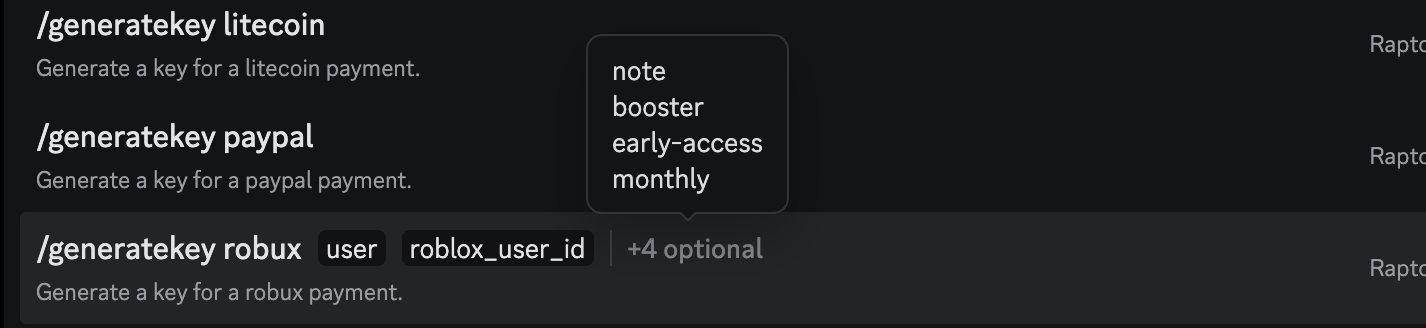 /generatekey litecoin
Generate a key for a litecoin payment.
note
booster
early-access
monthly
/generatekey paypal
Generate a key for a paypal payment.
/generatekey robux user roblox_user_id +4 optional
Generate a key for a robux payment.